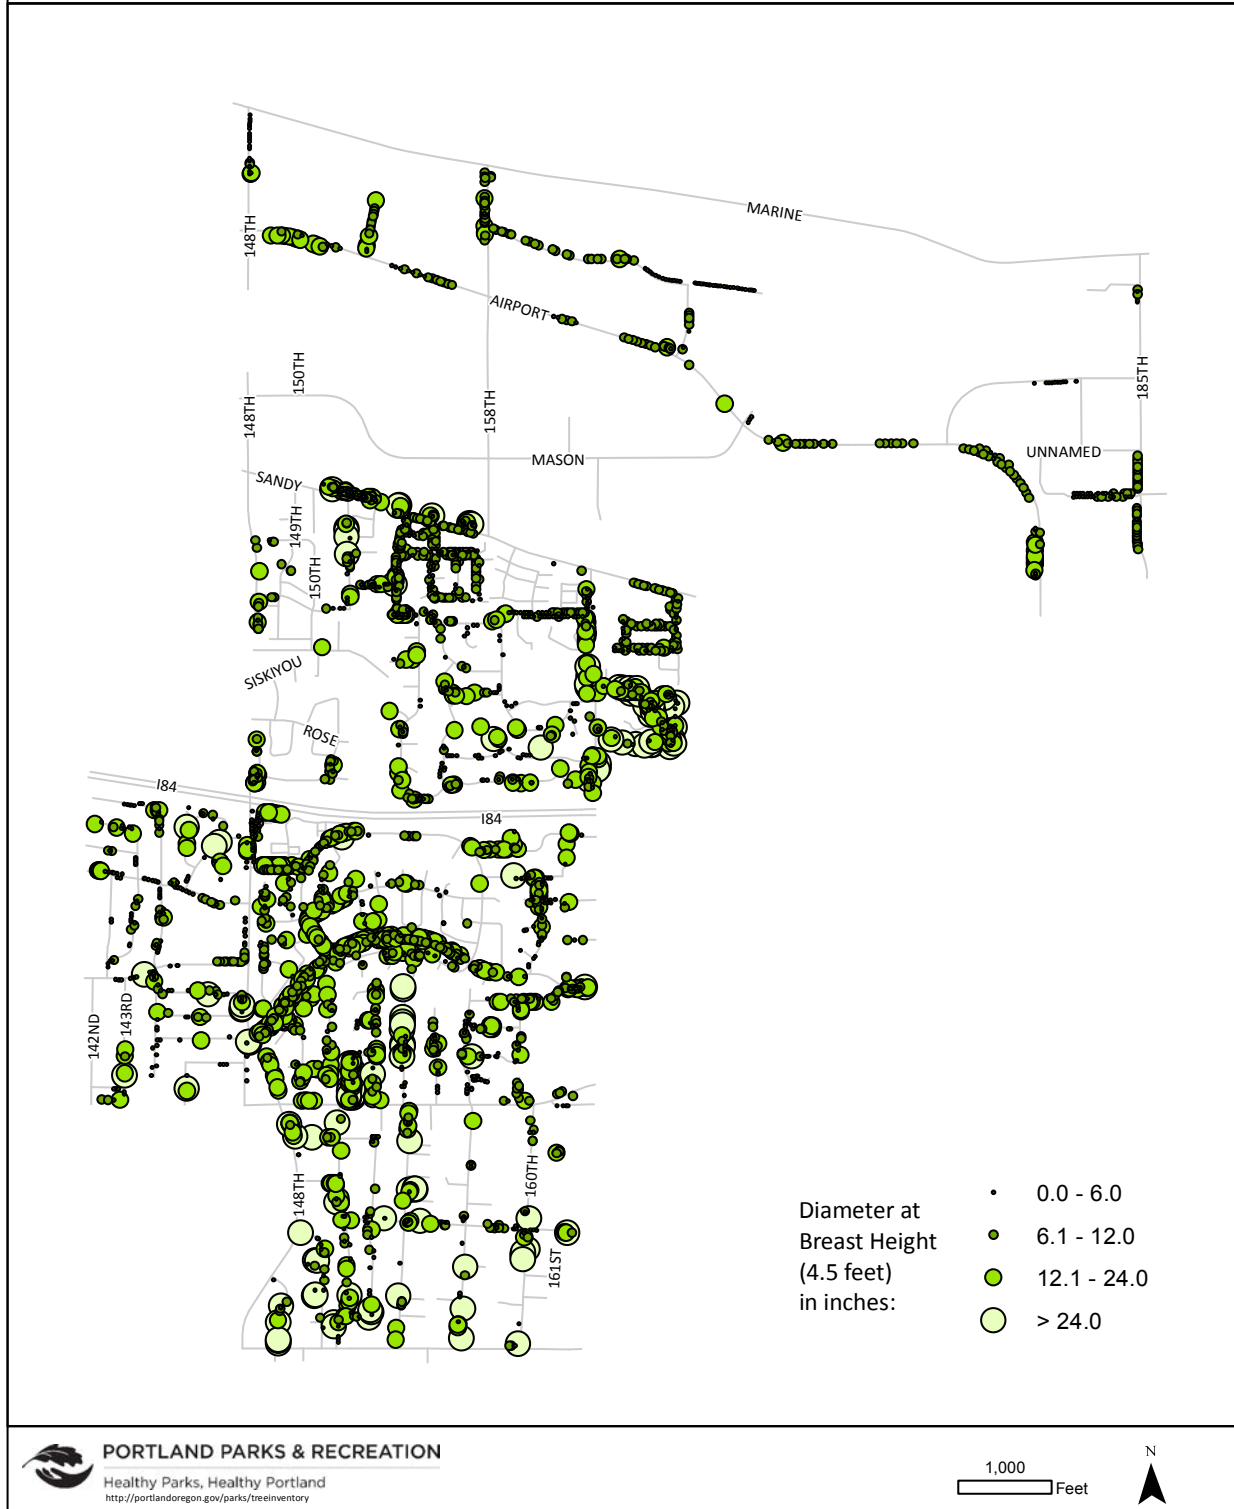 MARINE
148TH
AIRPORT
150TH
158TH
185TH
148TH
MASON
UNNAMED
SANDY
149TH
150TH
SISKIYOU
ROSE
I84
I84
142ND
143RD
148TH
160TH
161ST
Diameter at
Breast Height
(4.5 feet)
in inches:
0.0 - 6.0
6.1 - 12.0
12.1 - 24.0
> 24.0
PORTLAND PARKS & RECREATION
Healthy Parks, Healthy Portland
http://portlandoregon.gov/parks/treeinventory
1,000
Feet
N